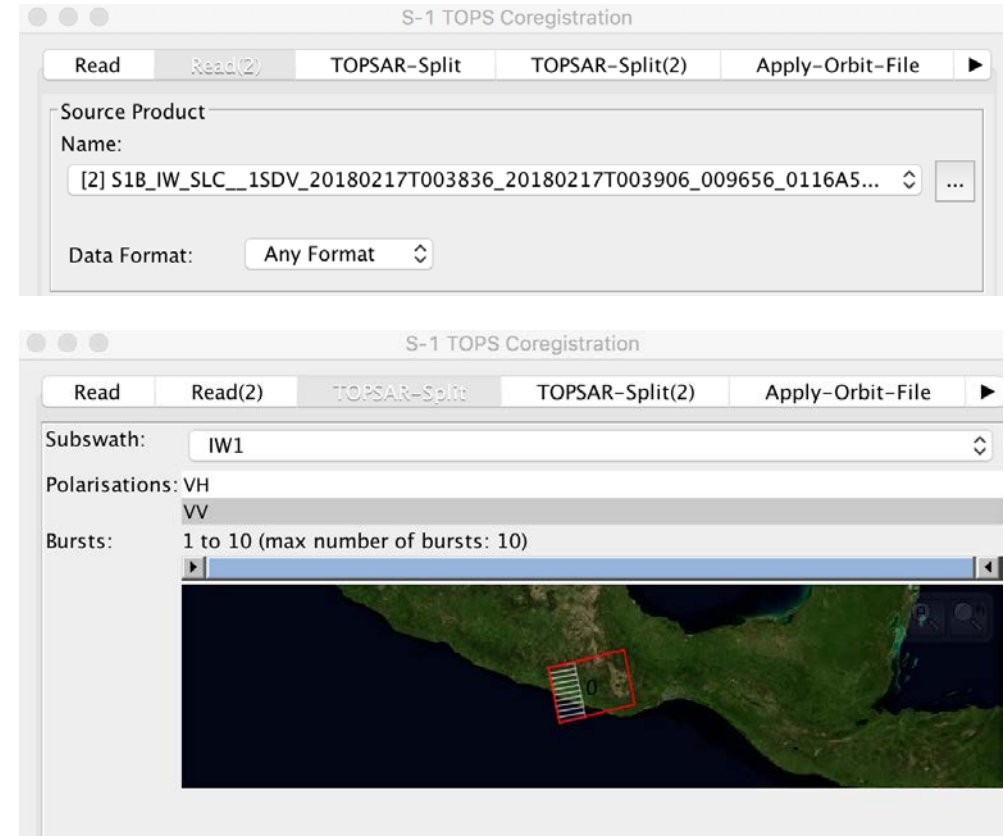 S-1 TOPS Coregistration
Read Read(2) TOPSAR-Split TOPSAR-Split(2) Apply-Orbit-File
Source Product
Name:
[2] S1B_IW_SLC__1SDV_20180217T003836_20180217T003906_009656_0116A5... ...
Data Format: Any Format
S-1 TOPS Coregistration
Read Read(2) TOPSAR-Split TOPSAR-Split(2) Apply-Orbit-File
Subswath: IW1
Polarisations: VH
VV
Bursts: 1 to 10 (max number of bursts: 10)
0